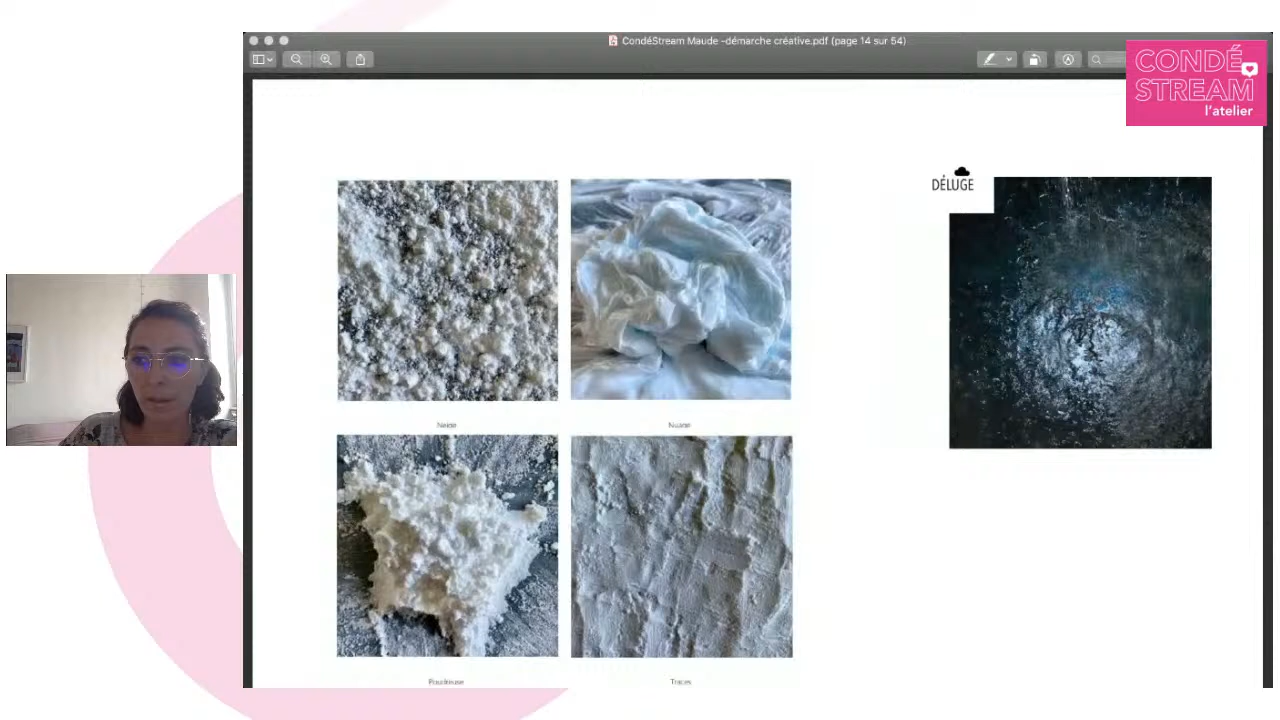 CondéStream Maude -démarche créative.pdf (page 14 sur 54)
CONDÉ
STREAM
l'atelier
DÉLUGE
Neige
Nuage
Poudreuse
Traces